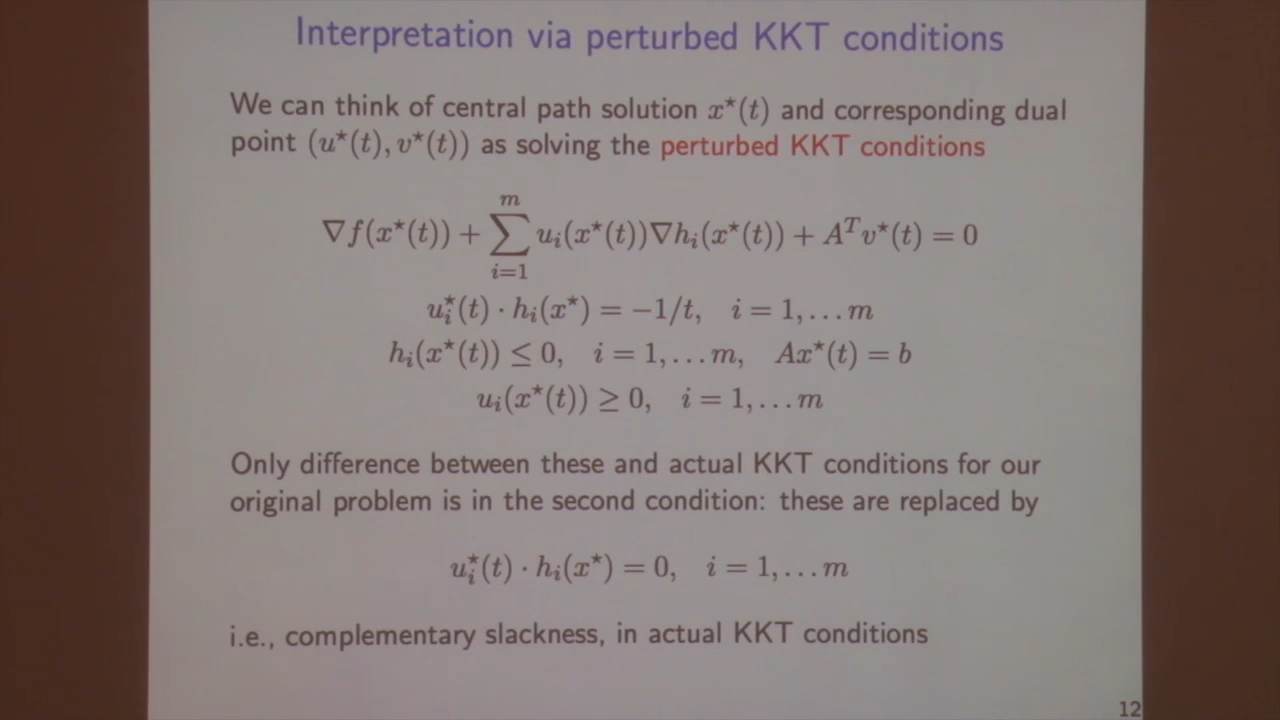 Interpretation via perturbed KKT conditions
We can think of central path solution x⋆(t) and corresponding dual
point (u⋆(t), v⋆(t)) as solving the perturbed KKT conditions
∇f(x⋆(t)) + ∑_{i=1}^{m} u_i(x⋆(t))∇h_i(x⋆(t)) + A^T v⋆(t) = 0
u_i⋆(t) · h_i(x⋆) = −1/t, i = 1, . . . m
h_i(x⋆(t)) ≤ 0, i = 1, . . . m, Ax⋆(t) = b
u_i(x⋆(t)) ≥ 0, i = 1, . . . m
Only difference between these and actual KKT conditions for our
original problem is in the second condition: these are replaced by
u_i⋆(t) · h_i(x⋆) = 0, i = 1, . . . m
i.e., complementary slackness, in actual KKT conditions
12